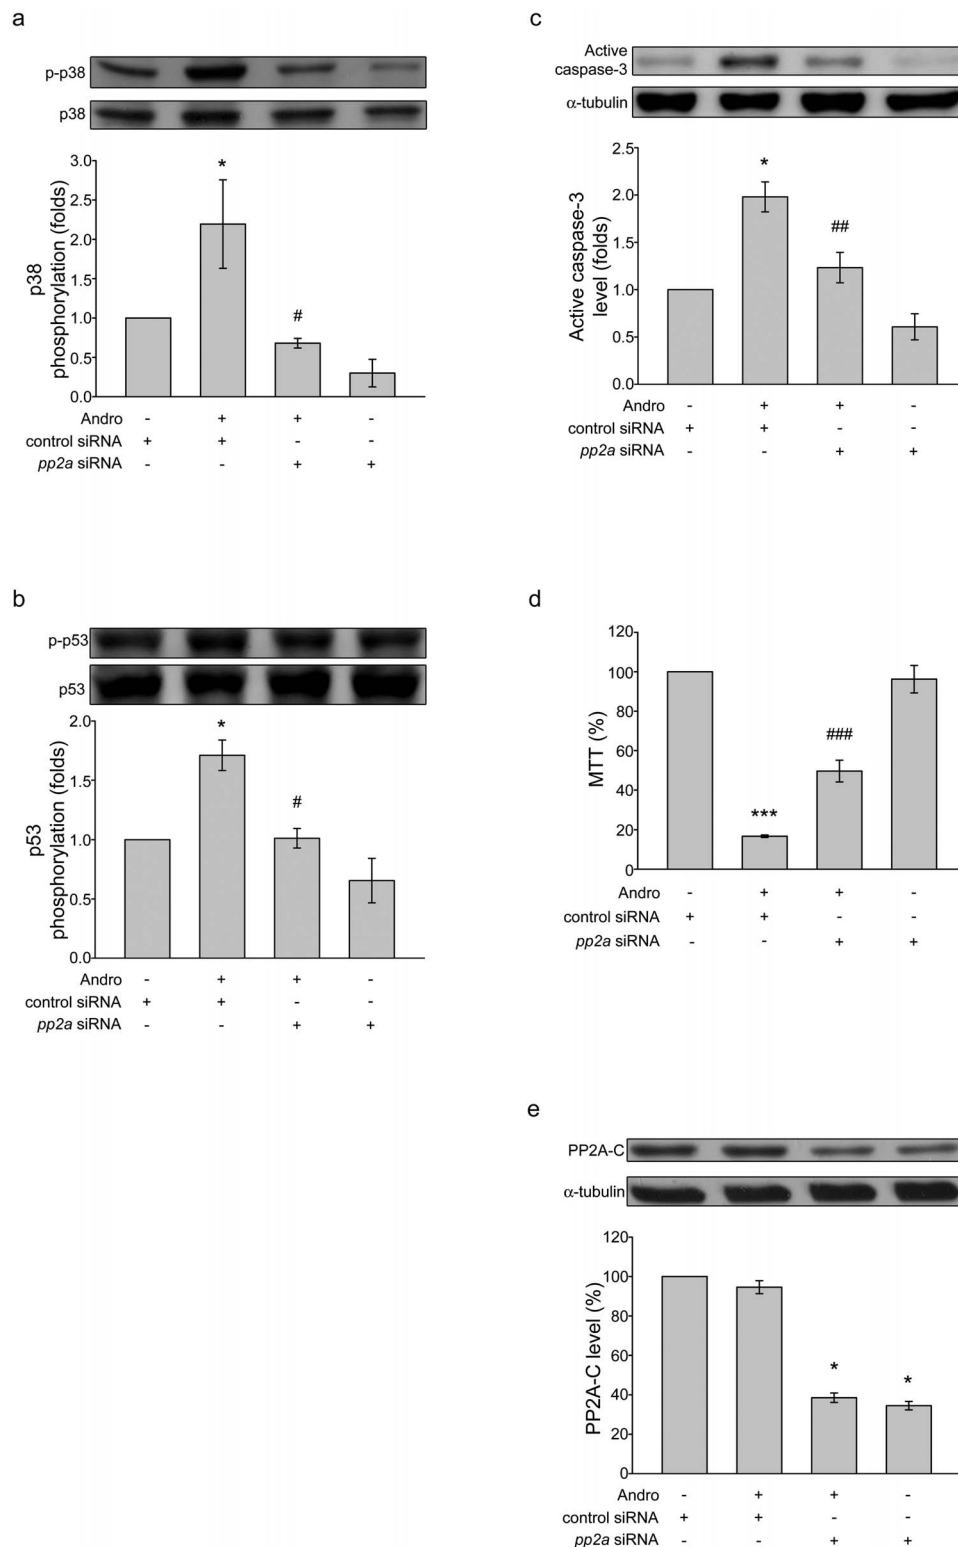 a
p-p38
p38
p38
phosphorylation (folds)
3.0
2.5
2.0
1.5
1.0
0.5
0.0
*
#
Andro - + + -
control siRNA + + - -
pp2a siRNA - - + +
b
p-p53
p53
p53
phosphorylation (folds)
2.0
1.5
1.0
0.5
0.0
*
#
Andro - + + -
control siRNA + + - -
pp2a siRNA - - + +
c
Active
caspase-3
α-tubulin
Active caspase-3
level (folds)
2.5
2.0
1.5
1.0
0.5
0.0
*
##
Andro - + + -
control siRNA + + - -
pp2a siRNA - - + +
d
MTT (%)
120
100
80
60
40
20
0
***
###
Andro - + + -
control siRNA + + - -
pp2a siRNA - - + +
e
PP2A-C
α-tubulin
PP2A-C level (%)
120
100
80
60
40
20
0
* *
Andro - + + -
control siRNA + + - -
pp2a siRNA - - + +